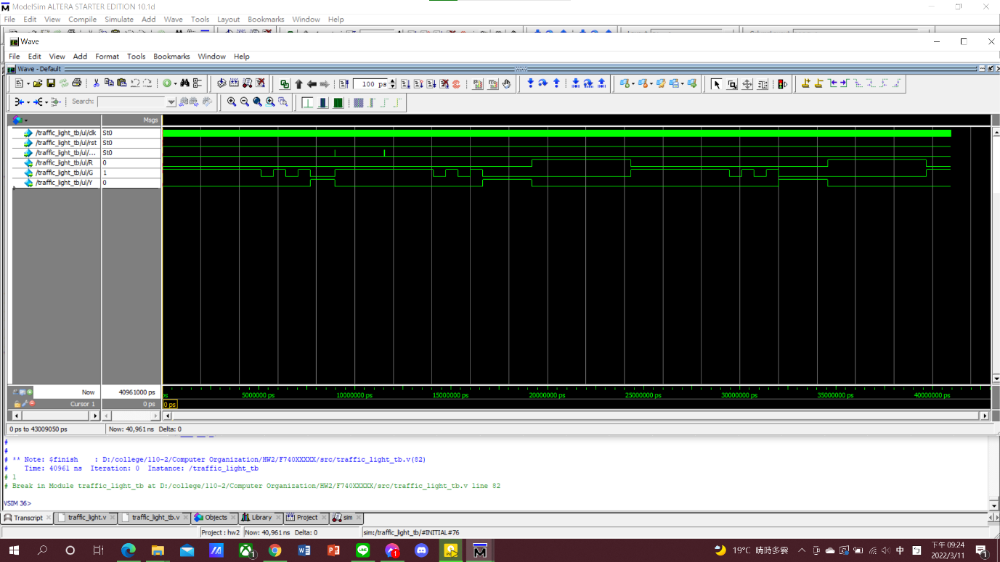 ModelSim ALTERA STARTER EDITION 10.1d
File Edit View Compile Simulate Add Wave Tools Layout Bookmarks Window Help
Wave
File Edit View Add Format Tools Bookmarks Window Help
Wave - Default
100 ps
Search:
Msgs
/traffic_light_tb/ul/clk St0
/traffic_light_tb/ul/rst St0
/traffic_light_tb/ul/... St0
/traffic_light_tb/ul/R 0
/traffic_light_tb/ul/G 1
/traffic_light_tb/ul/Y 0
Now 40961000 ps
ps 5000000 ps 10000000 ps 15000000 ps 20000000 ps 25000000 ps 30000000 ps 35000000 ps 40000000 ps
Cursor 1 0 ps 0 ps
0 ps to 43009050 ps Now: 40,961 ns Delta: 0
#
#
# ** Note: $finish : D:/college/110-2/Computer Organization/HW2/F740XXXXX/src/traffic_light_tb.v(82)
# Time: 40961 ns Iteration: 0 Instance: /traffic_light_tb
# 1
# Break in Module traffic_light_tb at D:/college/110-2/Computer Organization/HW2/F740XXXXX/src/traffic_light_tb.v line 82
VSIM 36>
Transcript traffic_light.v traffic_light_tb.v Objects Library Project sim
Project : hw2 Now: 40,961 ns Delta: 0 sim:/traffic_light_tb/#INITIAL#76
19°C 晴時多雲 中 下午 09:24
2022/3/11